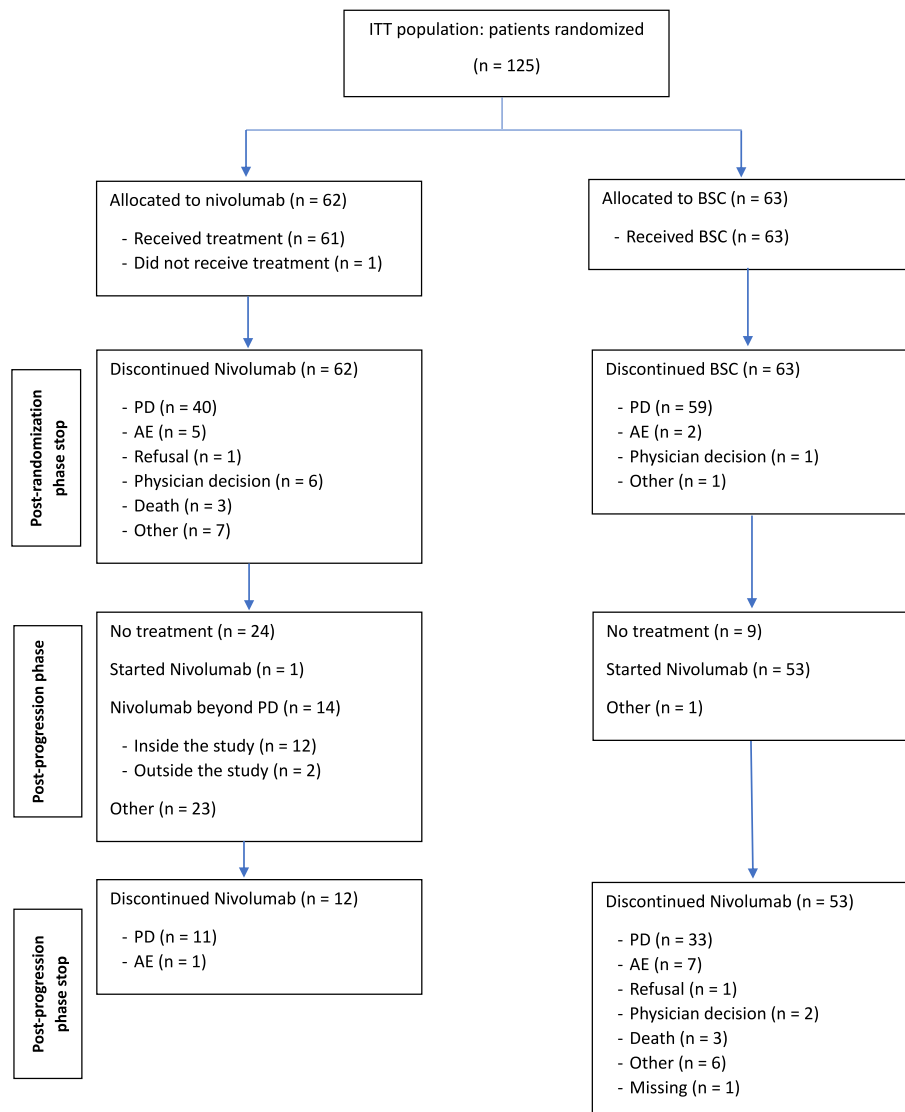 ITT population: patients randomized
(n = 125)
Allocated to nivolumab (n = 62)
- Received treatment (n = 61)
- Did not receive treatment (n = 1)
Allocated to BSC (n = 63)
- Received BSC (n = 63)
Post-randomization
phase stop
Discontinued Nivolumab (n = 62)
- PD (n = 40)
- AE (n = 5)
- Refusal (n = 1)
- Physician decision (n = 6)
- Death (n = 3)
- Other (n = 7)
Discontinued BSC (n = 63)
- PD (n = 59)
- AE (n = 2)
- Physician decision (n = 1)
- Other (n = 1)
Post-progression phase
No treatment (n = 24)
Started Nivolumab (n = 1)
Nivolumab beyond PD (n = 14)
- Inside the study (n = 12)
- Outside the study (n = 2)
Other (n = 23)
No treatment (n = 9)
Started Nivolumab (n = 53)
Other (n = 1)
Post-progression
phase stop
Discontinued Nivolumab (n = 12)
- PD (n = 11)
- AE (n = 1)
Discontinued Nivolumab (n = 53)
- PD (n = 33)
- AE (n = 7)
- Refusal (n = 1)
- Physician decision (n = 2)
- Death (n = 3)
- Other (n = 6)
- Missing (n = 1)